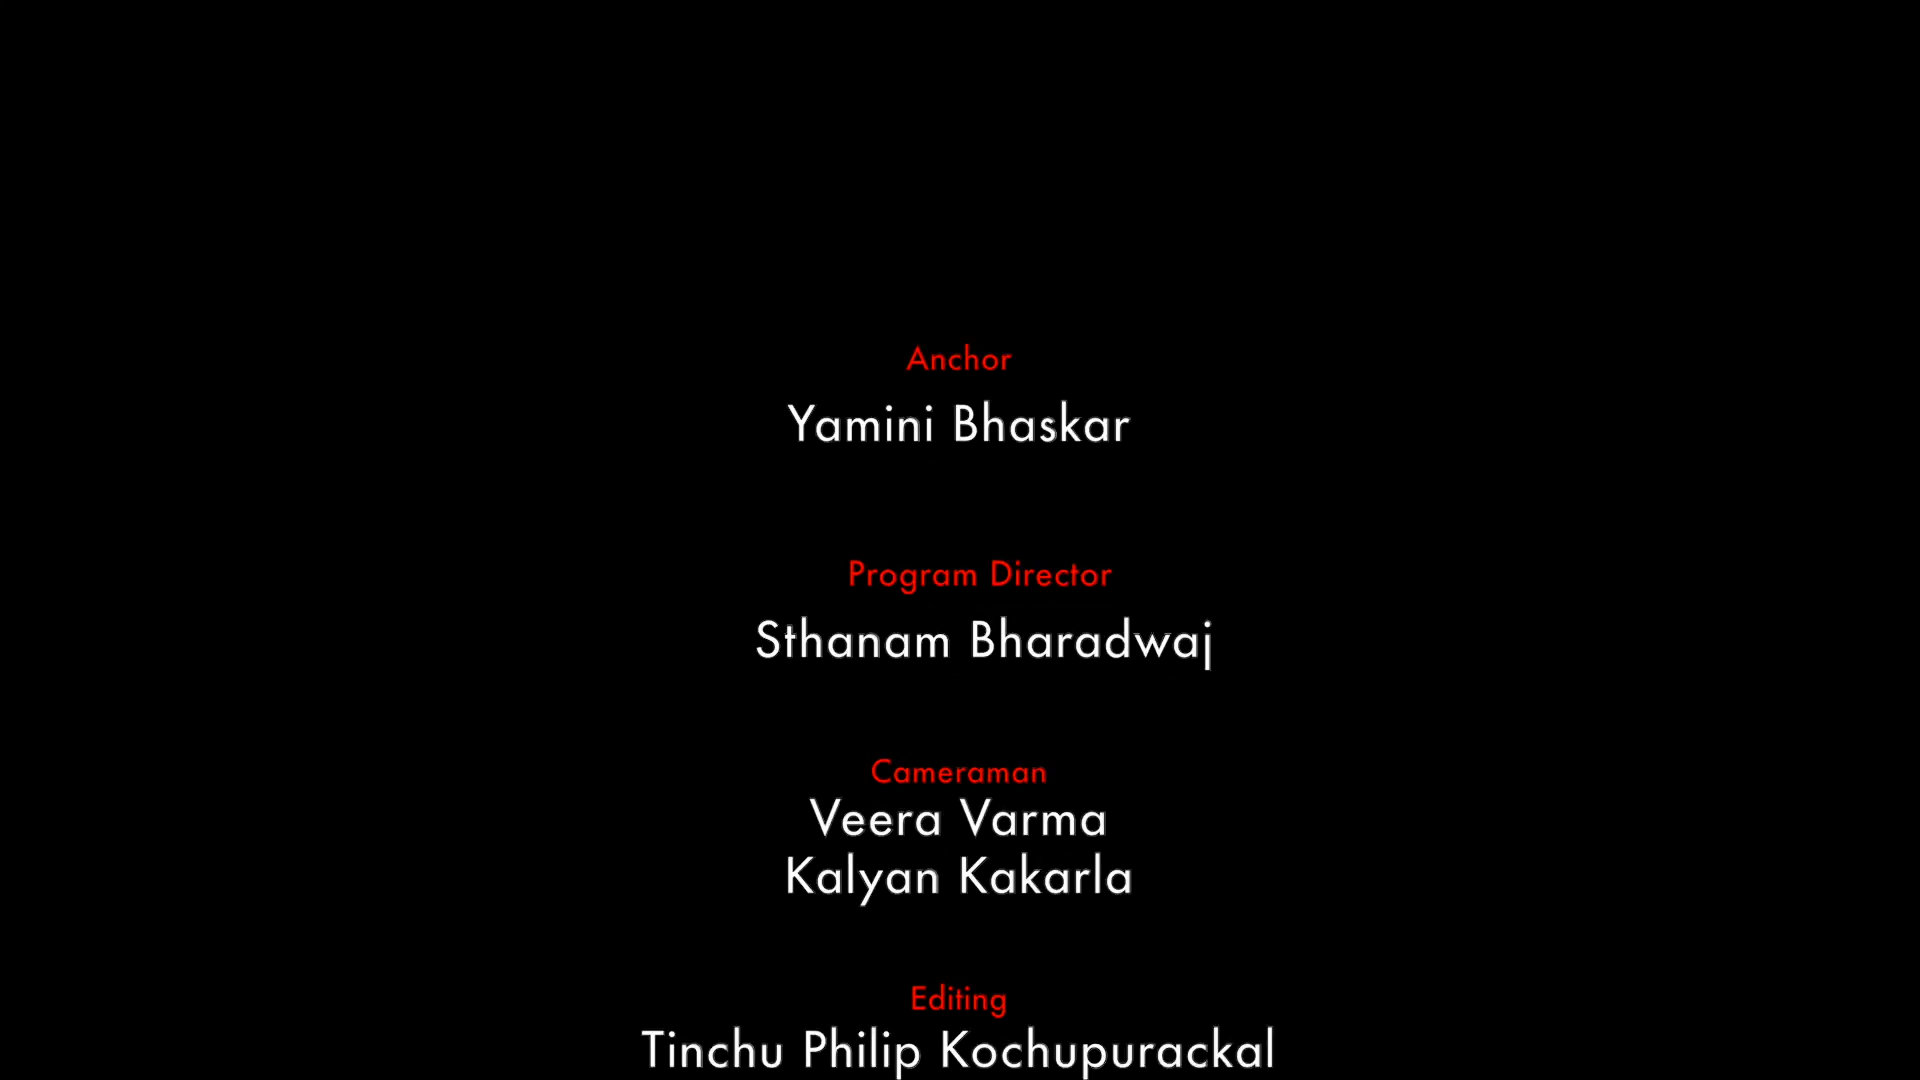 Anchor
Yamini Bhaskar
Program Director
Sthanam Bharadwaj
Cameraman
Veera Varma
Kalyan Kakarla
Editing
Tinchu Philip Kochupurackal